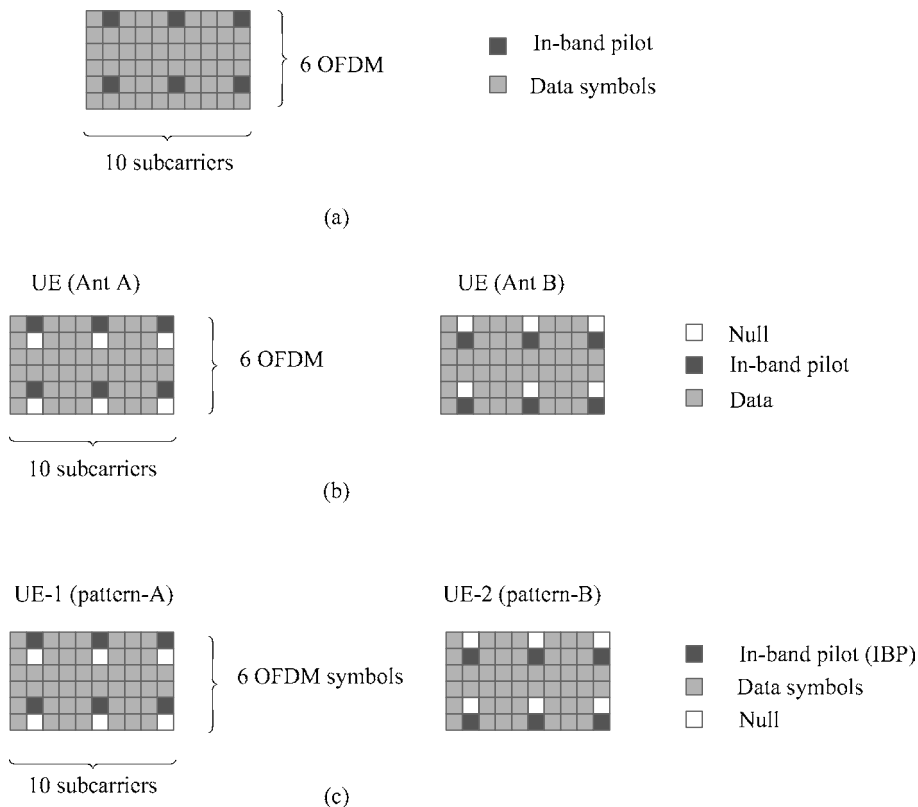 6 OFDM
In-band pilot
Data symbols
10 subcarriers
(a)
UE (Ant A)
UE (Ant B)
6 OFDM
Null
In-band pilot
Data
10 subcarriers
(b)
UE-1 (pattern-A)
UE-2 (pattern-B)
6 OFDM symbols
In-band pilot (IBP)
Data symbols
Null
10 subcarriers
(c)